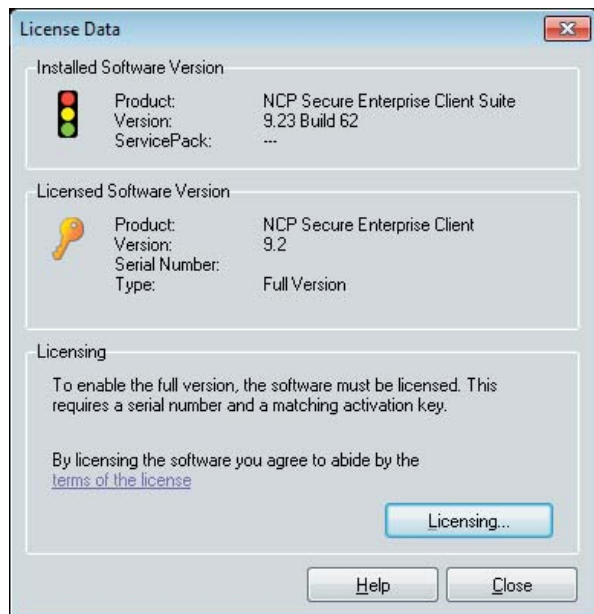 License Data
Installed Software Version
Product: NCP Secure Enterprise Client Suite
Version: 9.23 Build 62
ServicePack: ---
Licensed Software Version
Product: NCP Secure Enterprise Client
Version: 9.2
Serial Number:
Type: Full Version
Licensing
To enable the full version, the software must be licensed. This
requires a serial number and a matching activation key.
By licensing the software you agree to abide by the
terms of the license
Licensing...
Help Close